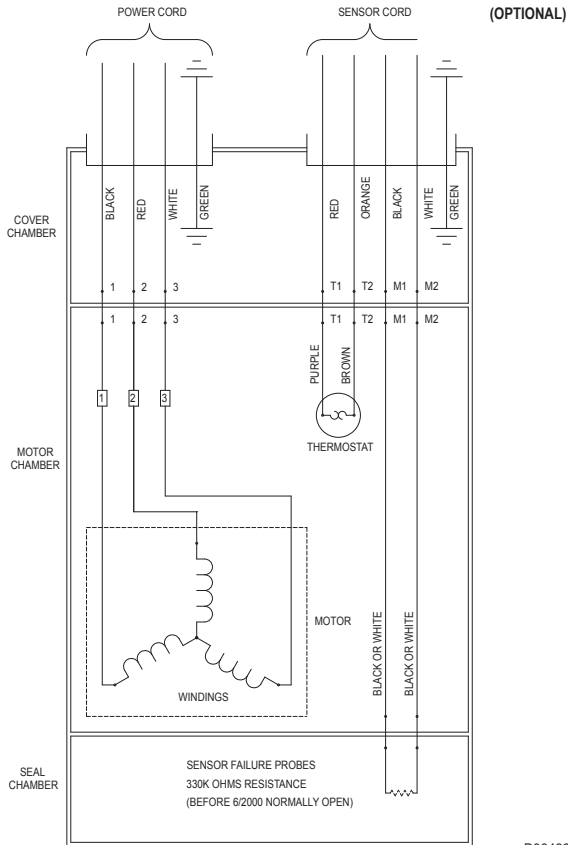 POWER CORD
SENSOR CORD
(OPTIONAL)
BLACK
RED
WHITE
GREEN
RED
ORANGE
BLACK
WHITE
GREEN
COVER
CHAMBER
1 2 3
T1 T2 M1 M2
1 2 3
T1 T2 M1 M2
PURPLE
BROWN
1 2 3
THERMOSTAT
MOTOR
CHAMBER
MOTOR
WINDINGS
BLACK OR WHITE
BLACK OR WHITE
SEAL
CHAMBER
SENSOR FAILURE PROBES
330K OHMS RESISTANCE
(BEFORE 6/2000 NORMALLY OPEN)